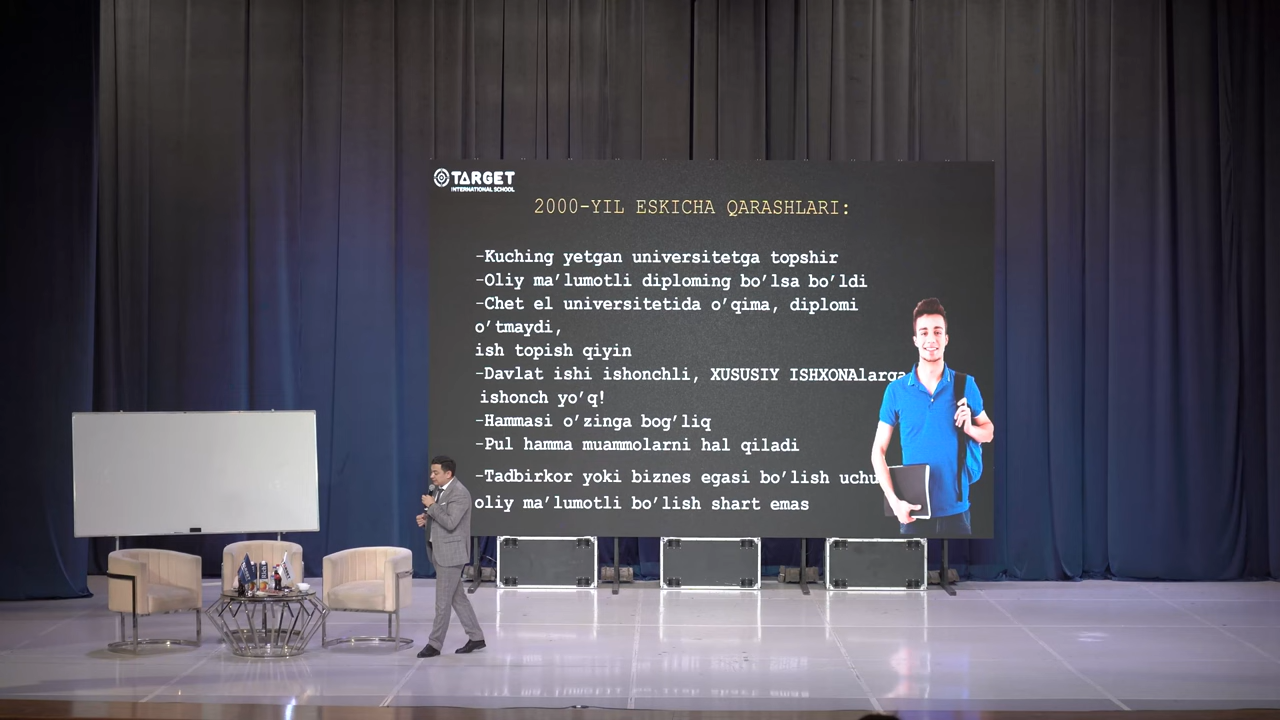 TARGET
INTERNATIONAL SCHOOL
2000-YIL ESKICHA QARASHLARI:
-Kuching yetgan universitetga topshir
-Oliy ma’lumotli diploming bo’lsa bo’ldi
-Chet el universitetida o’qima, diplomi
o’tmaydi,
ish topish qiyin
-Davlat ishi ishonchli, XUSUSIY ISHXONAlarga
ishonch yo’q!
-Hammasi o’zinga bog’liq
-Pul hamma muammolarni hal qiladi
-Tadbirkor yoki biznes egasi bo’lish uchu
oliy ma’lumotli bo’lish shart emas